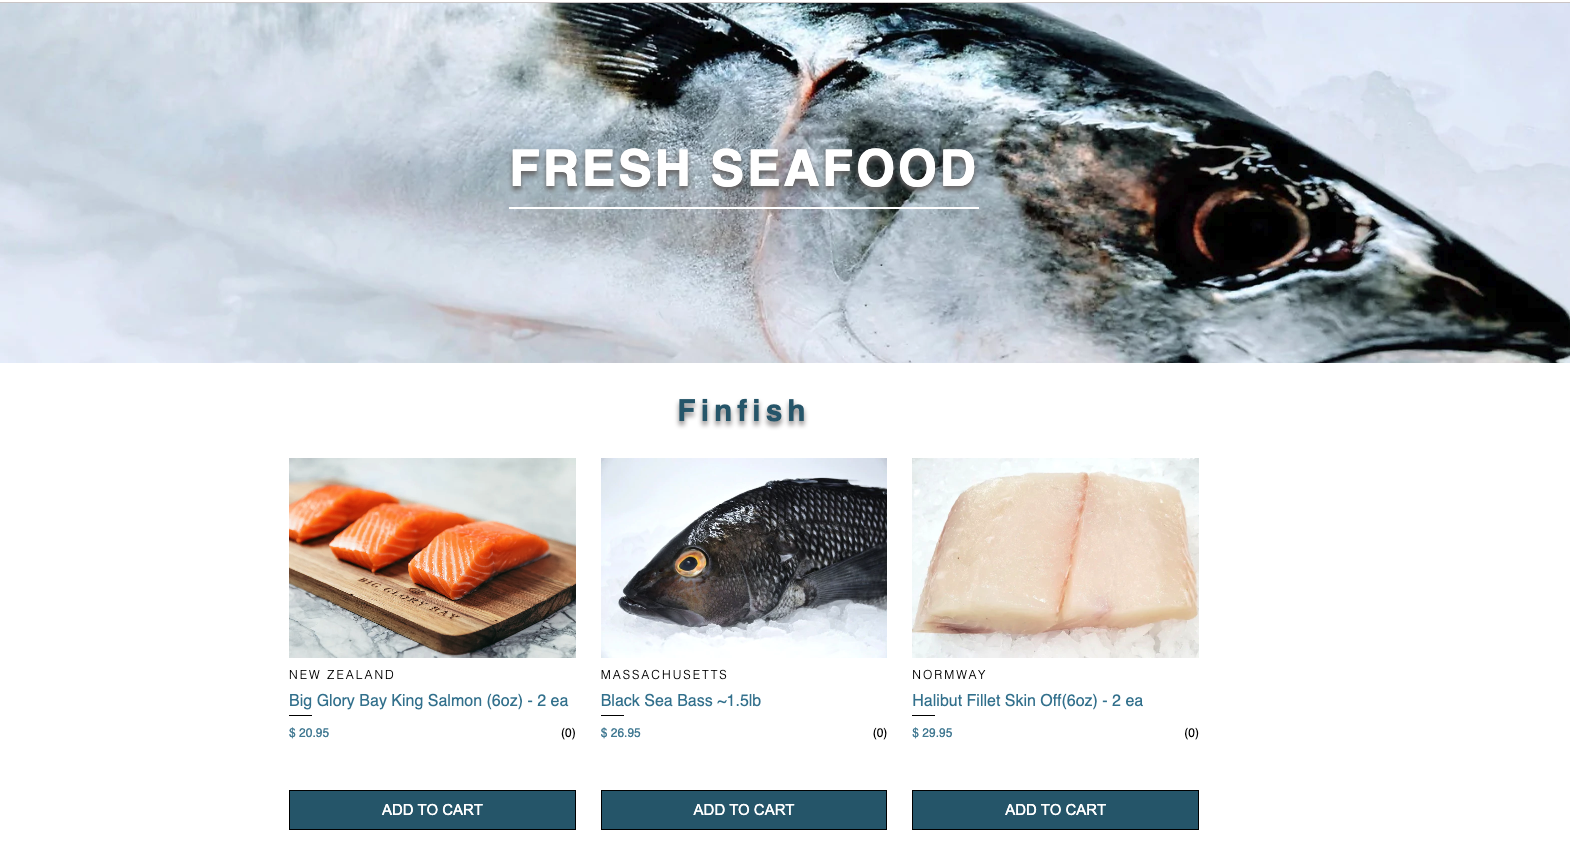 FRESH SEAFOOD
Finfish
BIG GLORY BAY
NEW ZEALAND
Big Glory Bay King Salmon (6oz) - 2 ea
$ 20.95
(0)
ADD TO CART
MASSACHUSETTS
Black Sea Bass ~1.5lb
$ 26.95
(0)
ADD TO CART
NORMWAY
Halibut Fillet Skin Off(6oz) - 2 ea
$ 29.95
(0)
ADD TO CART